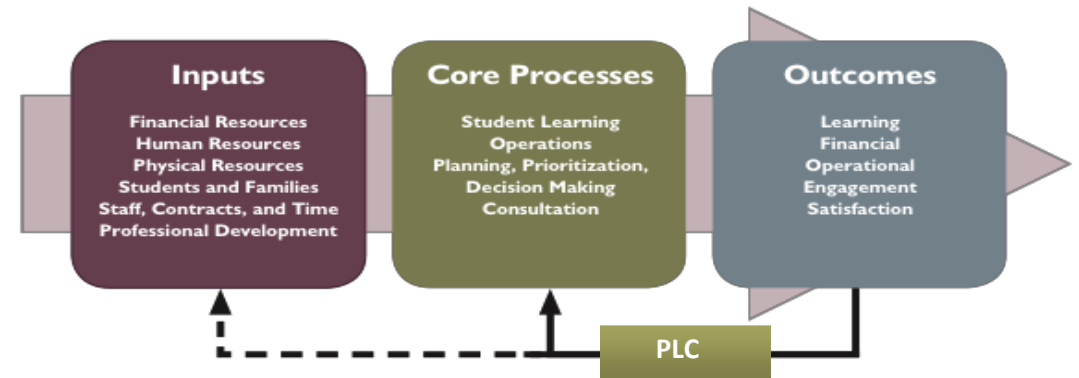 Inputs
Financial Resources
Human Resources
Physical Resources
Students and Families
Staff, Contracts, and Time
Professional Development
Core Processes
Student Learning
Operations
Planning, Prioritization,
Decision Making
Consultation
Outcomes
Learning
Financial
Operational
Engagement
Satisfaction
PLC